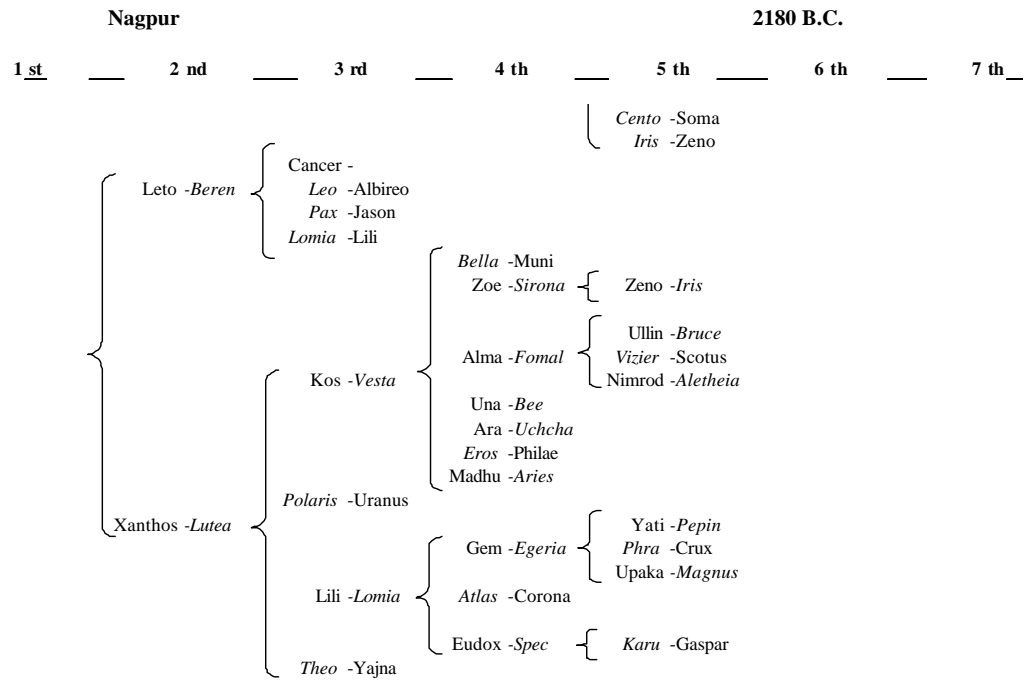 Nagpur 2180 B.C.
1 st 2 nd 3 rd 4 th 5 th 6 th 7 th
Cento -Soma
Iris -Zeno
Cancer -
Leto -Beren Leo -Albireo
Pax -Jason
Lomia -Lili
Bella -Muni
Zoe -Sirona Zeno -Iris
Ullin -Bruce
Alma -Fomal Vizier -Scotus
Kos -Vesta Nimrod -Aletheia
Una -Bee
Ara -Uchcha
Eros -Philae
Madhu -Aries
Polaris -Uranus
Xanthos -Lutea Yati -Pepin
Gem -Egeria Phra -Crux
Upaka -Magnus
Lili -Lomia Atlas -Corona
Eudox -Spec Karu -Gaspar
Theo -Yajna